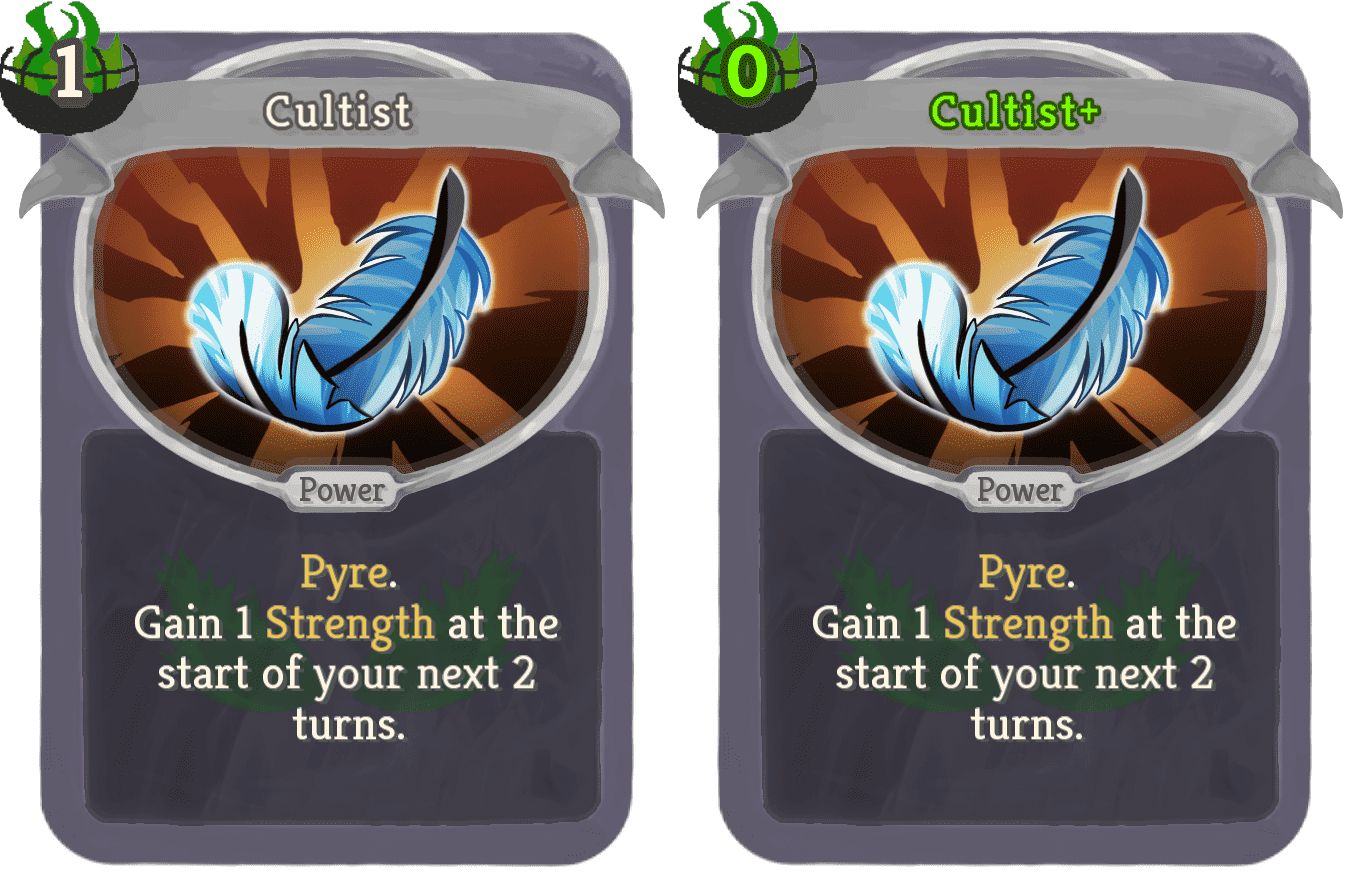 1
Cultist
Power
Pyre.
Gain 1 Strength at the
start of your next 2
turns.
0
Cultist+
Power
Pyre.
Gain 1 Strength at the
start of your next 2
turns.